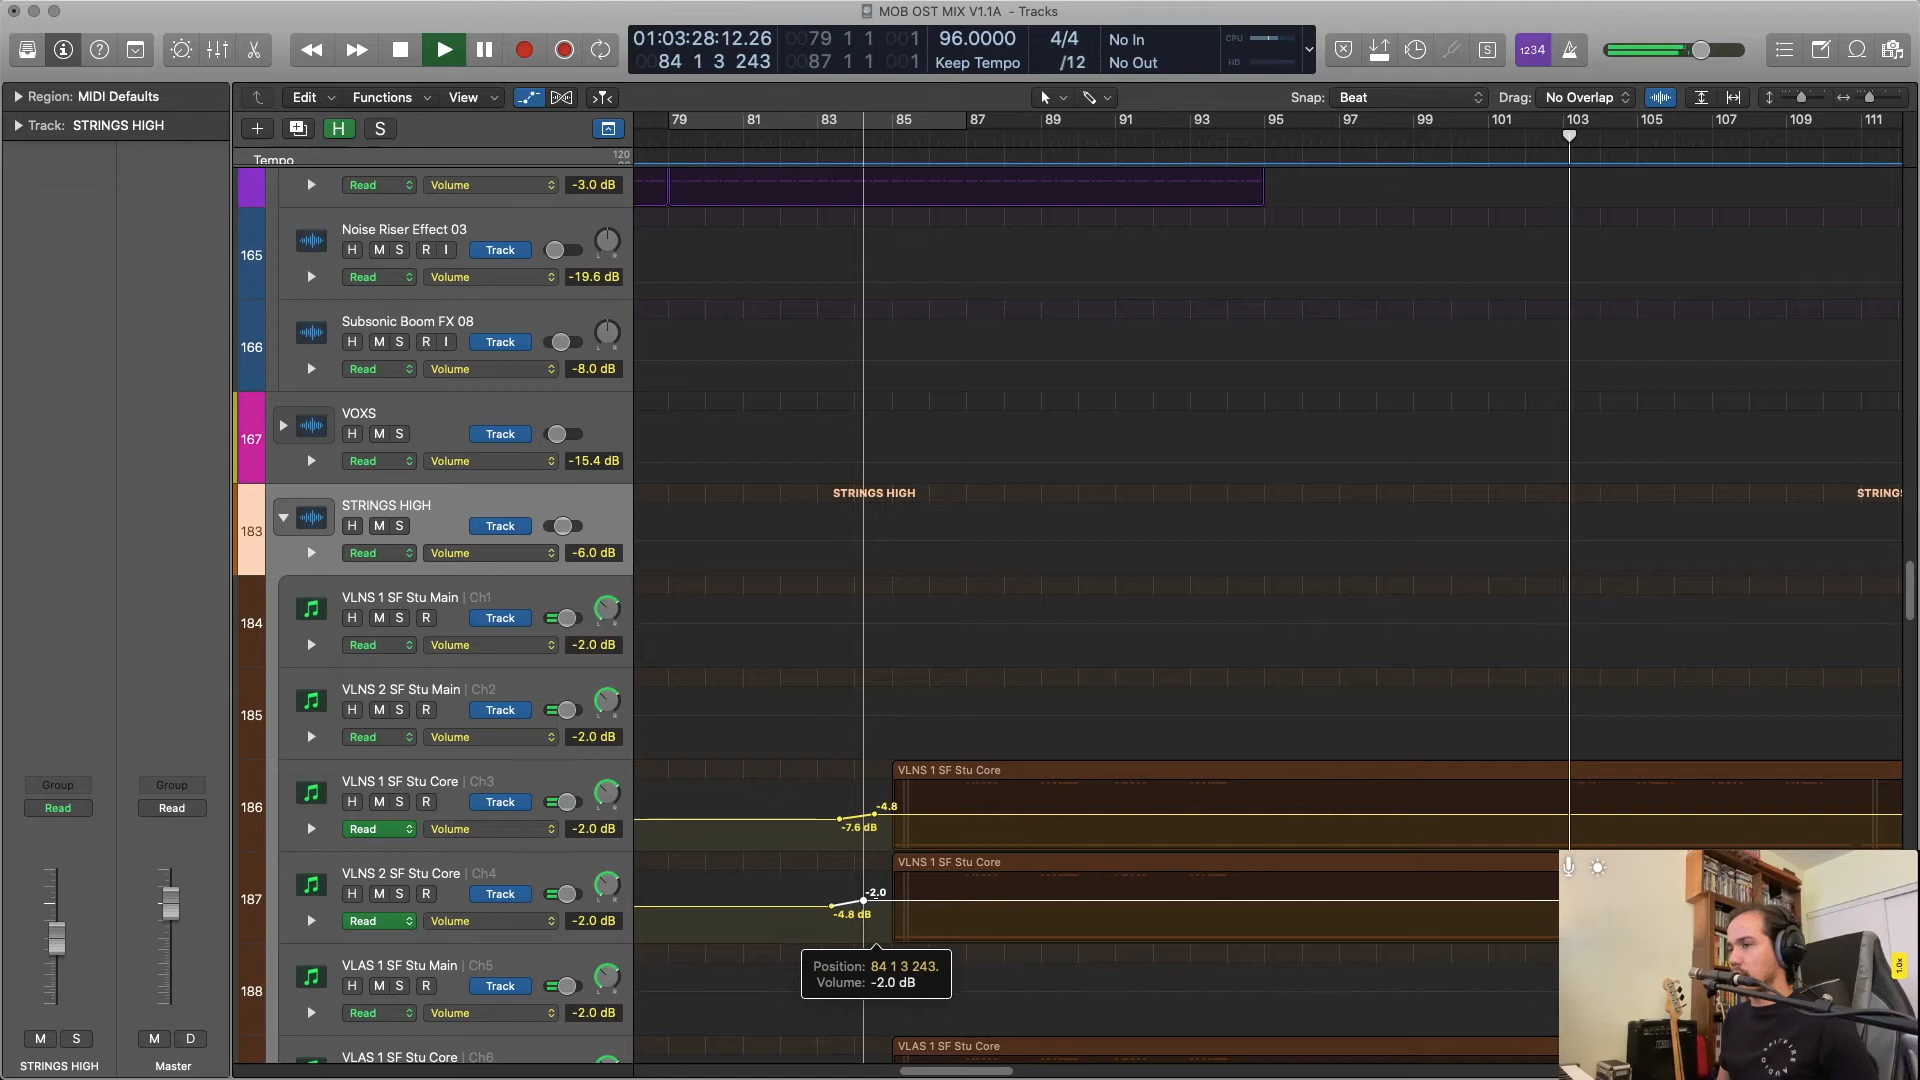 MOB OST MIX V1.1A - Tracks
01:03:28:12.26
0084 1 3 243
0079 1 1 001
0087 1 1 001
96.0000
Keep Tempo
4/4
/12
No In
No Out
CPU
HD
1234
S
Region: MIDI Defaults
Track: STRINGS HIGH
Edit
Functions
View
Snap: Beat
Drag: No Overlap
H
S
79 81 83 85 87 89 91 93 95 97 99 101 103 105 107 109 111
Tempo
120
Read Volume -3.0 dB
165
Noise Riser Effect 03
H M S R I Track
L R
Read Volume -19.6 dB
166
Subsonic Boom FX 08
H M S R I Track
L R
Read Volume -8.0 dB
167
VOXS
H M S Track
Read Volume -15.4 dB
183
STRINGS HIGH
H M S Track
Read Volume -6.0 dB
STRINGS HIGH
STRINGS
184
VLNS 1 SF Stu Main | Ch1
H M S R Track
L R
Read Volume -2.0 dB
185
VLNS 2 SF Stu Main | Ch2
H M S R Track
L R
Read Volume -2.0 dB
186
VLNS 1 SF Stu Core | Ch3
H M S R Track
L R
Read Volume -2.0 dB
VLNS 1 SF Stu Core
-4.8
-7.6 dB
187
VLNS 2 SF Stu Core | Ch4
H M S R Track
L R
Read Volume -2.0 dB
VLNS 1 SF Stu Core
-2.0
-4.8 dB
Position: 84 1 3 243.
Volume: -2.0 dB
188
VLAS 1 SF Stu Main | Ch5
H M S R Track
L R
Read Volume -2.0 dB
VLAS 1 SF Stu Core | Ch6
VLAS 1 SF Stu Core
Group
Read
M S
STRINGS HIGH
Group
Read
M D
Master
1.0x
SPITFIRE AUDIO